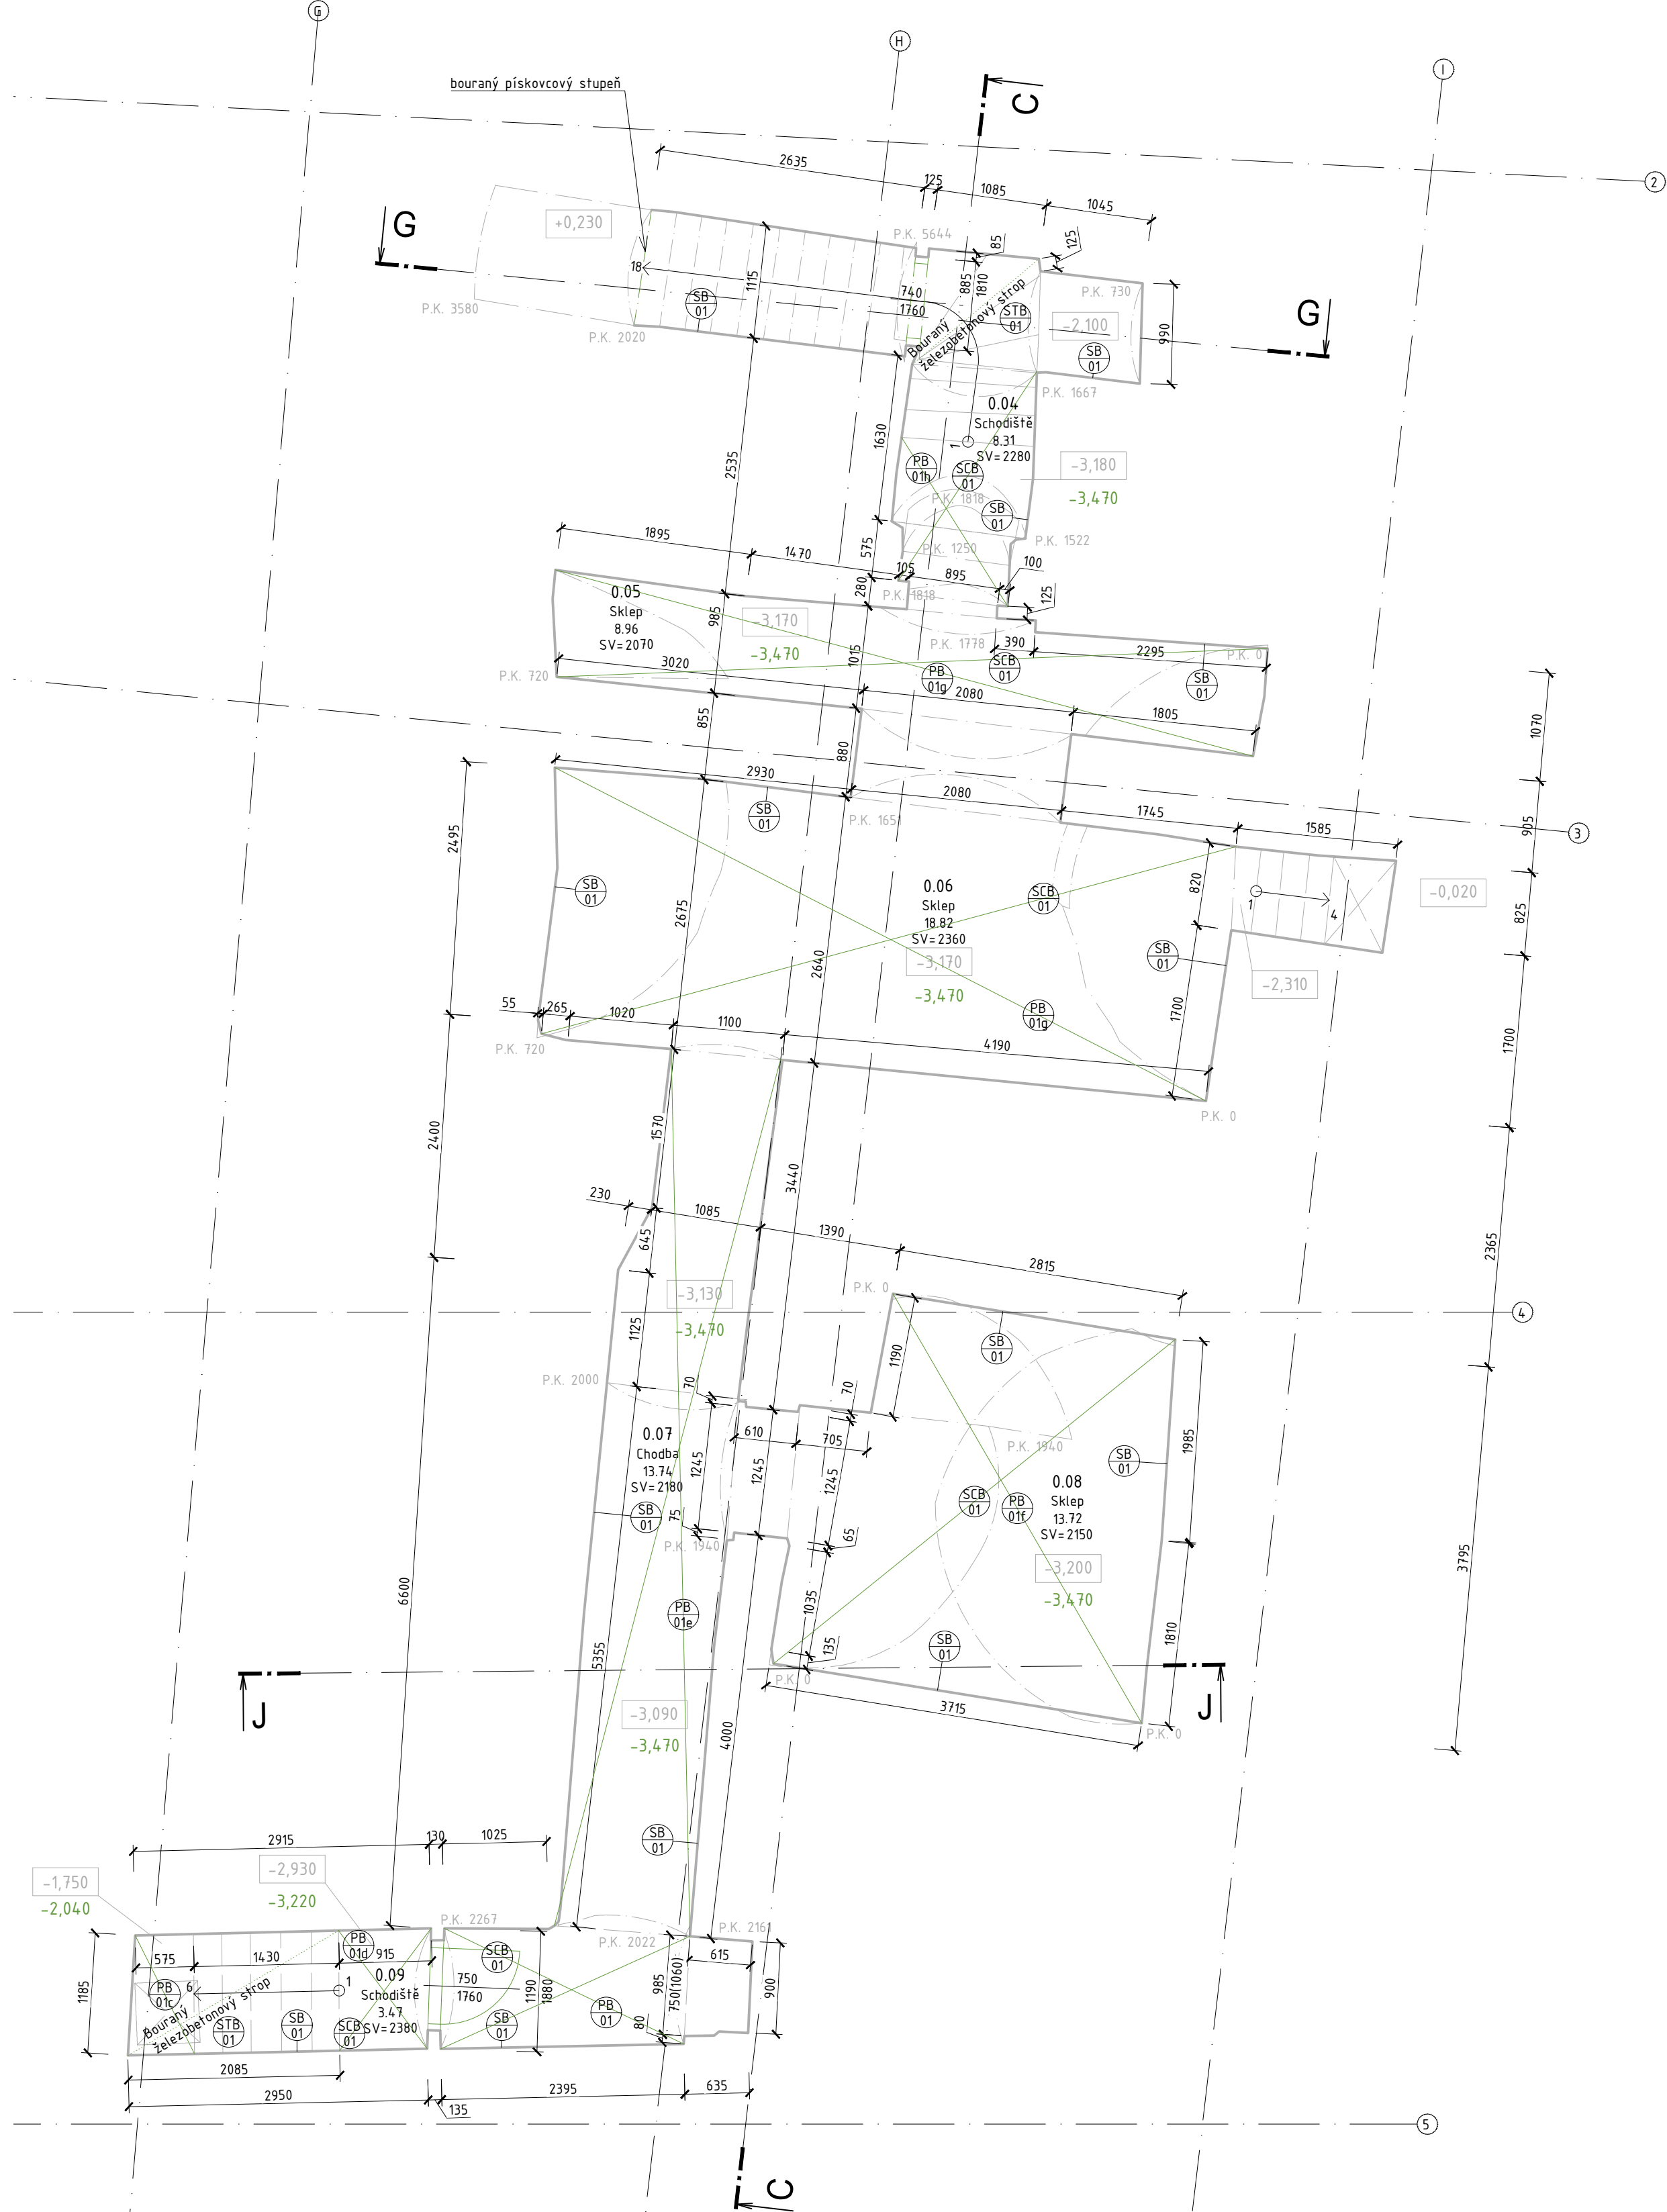 G
H
I
bouraný pískovcový stupeň
C
2
2635
125
1085
1045
G
+0,230
P.K. 5644
85
125
18
1115
885
1810
P.K. 730
P.K. 3580
SB
01
740
1760
STB
01
-2,100
990
G
P.K. 2020
Bouraný
železobetonový strop
SB
01
P.K. 1667
0.04
Schodiště
8.31
SV=2280
1
1630
2535
PB
01h
SCB
01
-3,180
-3,470
P.K. 1818
SB
01
1895
1470
575
P.K. 1250
P.K. 1522
105
895
100
280
P.K. 1818
125
0.05
Sklep
8.96
SV=2070
985
-3,170
-3,470
1015
P.K. 1778
390
2295
P.K. 0
P.K. 720
3020
PB
01g
SCB
01
SB
01
2080
1805
855
880
1070
2930
2080
1745
1585
905
3
SB
01
P.K. 1651
2495
SB
01
0.06
Sklep
18.82
SV=2360
-3,170
-3,470
SCB
01
820
1
4
-0,020
825
2675
2640
SB
01
-2,310
PB
01g
1700
1700
55
265
1020
1100
4190
P.K. 720
P.K. 0
2400
1570
3440
230
1085
1390
2815
645
2365
-3,130
-3,470
P.K. 0
4
SB
01
1125
1190
P.K. 2000
70
70
0.07
Chodba
13.74
SV=2180
610
705
P.K. 1940
1985
1245
1245
1245
SB
01
SCB
01
PB
01f
0.08
Sklep
13.72
SV=2150
-3,200
-3,470
SB
01
75
P.K. 1940
65
3795
6600
PB
01e
1035
135
SB
01
1810
5355
J
J
P.K. 0
3715
P.K. 0
-3,090
-3,470
4000
2915
130
1025
SB
01
-1,750
-2,040
-2,930
-3,220
P.K. 2267
P.K. 2022
P.K. 2161
PB
01d
575
1430
915
SCB
01
615
1185
PB
01c
6
1
0.09
Schodiště
3.47
SV=2380
750
1760
1190
1880
985
750(1060)
900
PB
01
80
Bouraný
železobetonový strop
STB
01
SB
01
SCB
01
SB
01
2085
2950
135
2395
635
5
C